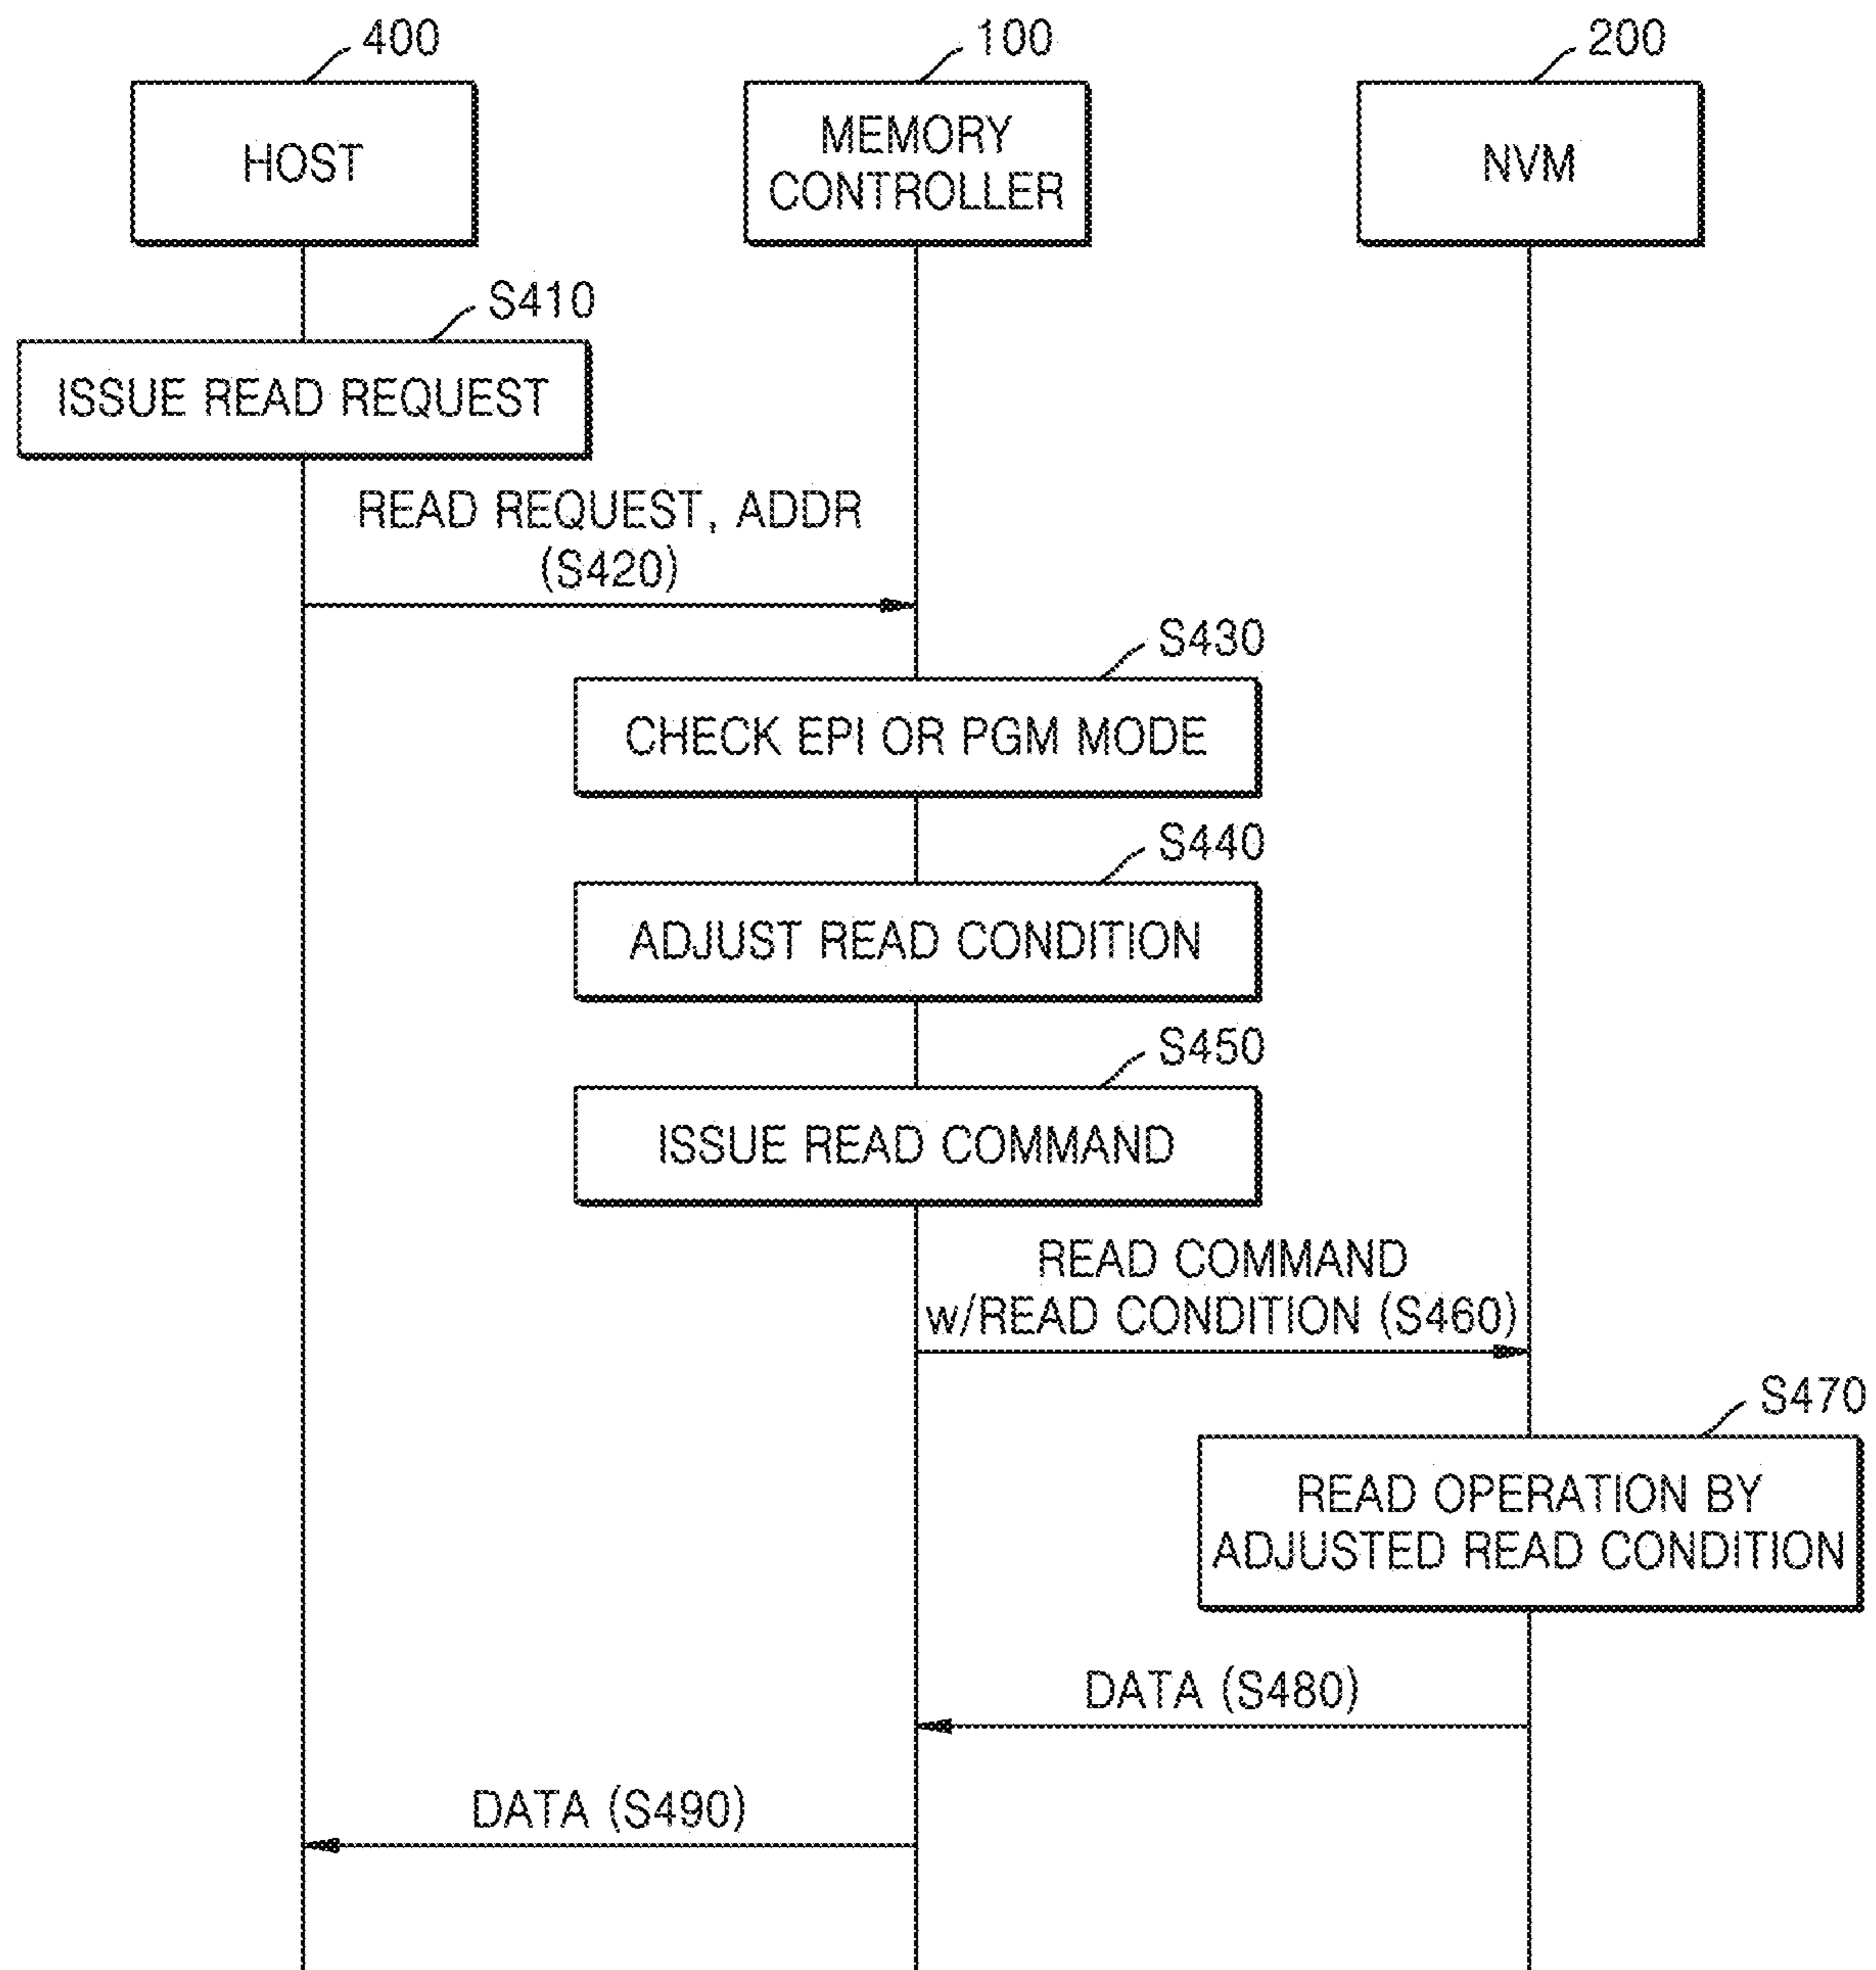 400
100
200
HOST
MEMORY
CONTROLLER
NVM
S410
ISSUE READ REQUEST
READ REQUEST, ADDR
(S420)
S430
CHECK EPI OR PGM MODE
S440
ADJUST READ CONDITION
S450
ISSUE READ COMMAND
READ COMMAND
w/READ CONDITION (S460)
S470
READ OPERATION BY
ADJUSTED READ CONDITION
DATA (S480)
DATA (S490)